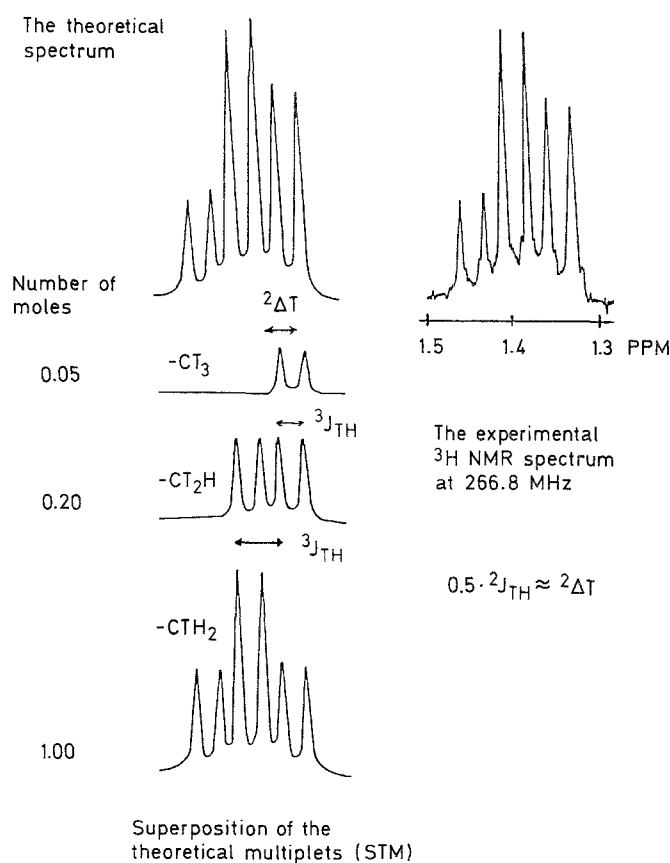 The theoretical
spectrum
Number of
moles
²ΔT
-CT₃
0.05
³J_TH
-CT₂H
0.20
³J_TH
-CTH₂
1.00
1.5 1.4 1.3 PPM
The experimental
³H NMR spectrum
at 266.8 MHz
0.5 · ²J_TH ≈ ²ΔT
Superposition of the
theoretical multiplets (STM)